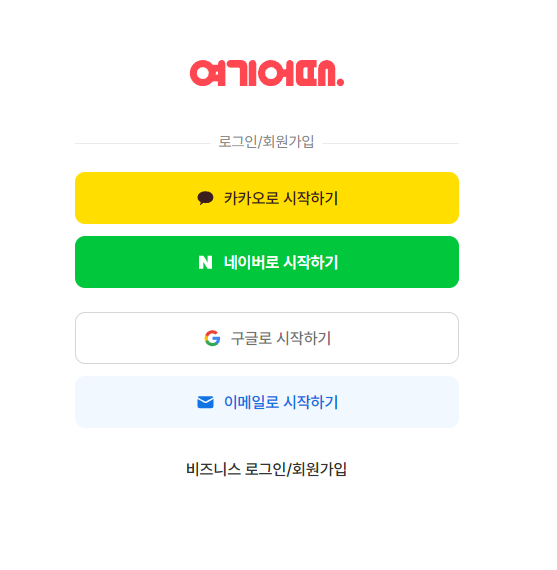 여기어때.
로그인/회원가입
카카오로 시작하기
네이버로 시작하기
구글로 시작하기
이메일로 시작하기
비즈니스 로그인/회원가입